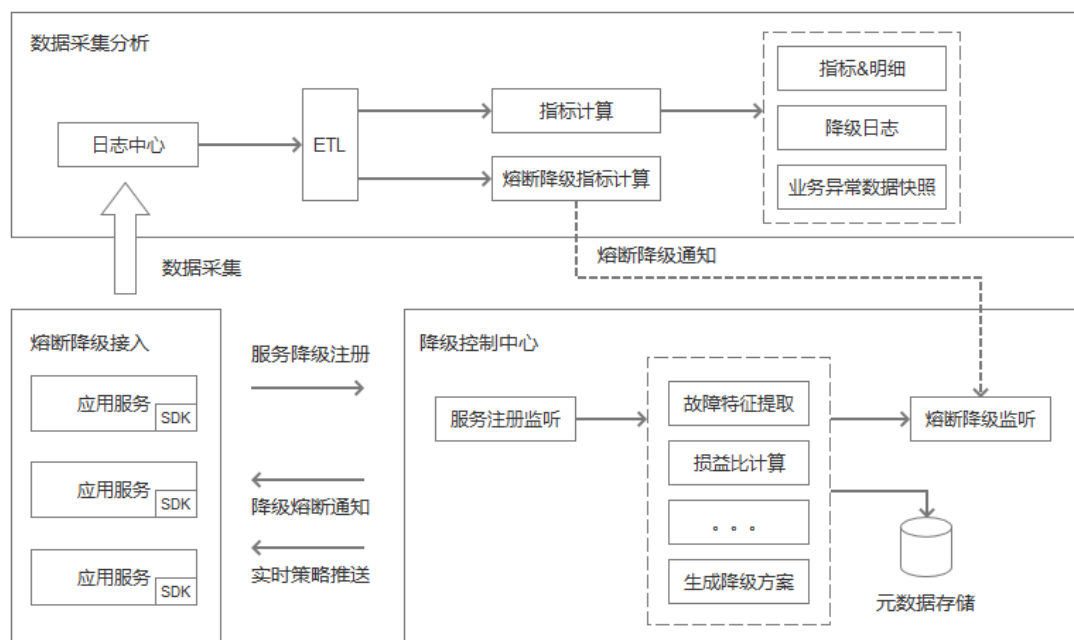 数据采集分析
日志中心
ETL
指标计算
熔断降级指标计算
指标&明细
降级日志
业务异常数据快照
数据采集
熔断降级通知
熔断降级接入
应用服务
SDK
应用服务
SDK
应用服务
SDK
服务降级注册
降级熔断通知
实时策略推送
降级控制中心
服务注册监听
故障特征提取
损益比计算
。。。
生成降级方案
熔断降级监听
元数据存储